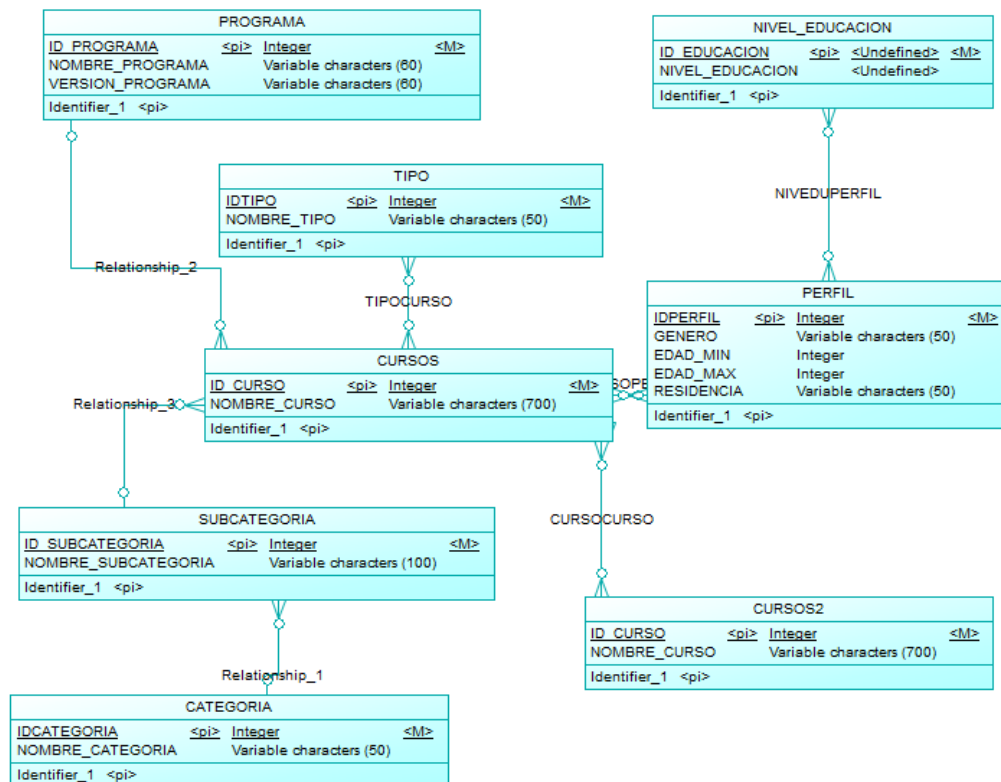 PROGRAMA
ID_PROGRAMA <pi> Integer <M>
NOMBRE_PROGRAMA Variable characters (60)
VERSION_PROGRAMA Variable characters (60)
Identifier_1 <pi>
NIVEL_EDUCACION
ID_EDUCACION <pi> <Undefined> <M>
NIVEL_EDUCACION <Undefined>
Identifier_1 <pi>
TIPO
IDTIPO <pi> Integer <M>
NOMBRE_TIPO Variable characters (50)
Identifier_1 <pi>
NIVEDUPERFIL
Relationship_2
TIPOCURSO
PERFIL
IDPERFIL <pi> Integer <M>
GENERO Variable characters (50)
EDAD_MIN Integer
EDAD_MAX Integer
RESIDENCIA Variable characters (50)
Identifier_1 <pi>
CURSOS
ID_CURSO <pi> Integer <M>
NOMBRE_CURSO Variable characters (700)
Identifier_1 <pi>
Relationship_3
SUBCATEGORIA
ID_SUBCATEGORIA <pi> Integer <M>
NOMBRE_SUBCATEGORIA Variable characters (100)
Identifier_1 <pi>
CURSOCURSO
CURSOS2
ID_CURSO <pi> Integer <M>
NOMBRE_CURSO Variable characters (700)
Identifier_1 <pi>
Relationship_1
CATEGORIA
IDCATEGORIA <pi> Integer <M>
NOMBRE_CATEGORIA Variable characters (50)
Identifier_1 <pi>